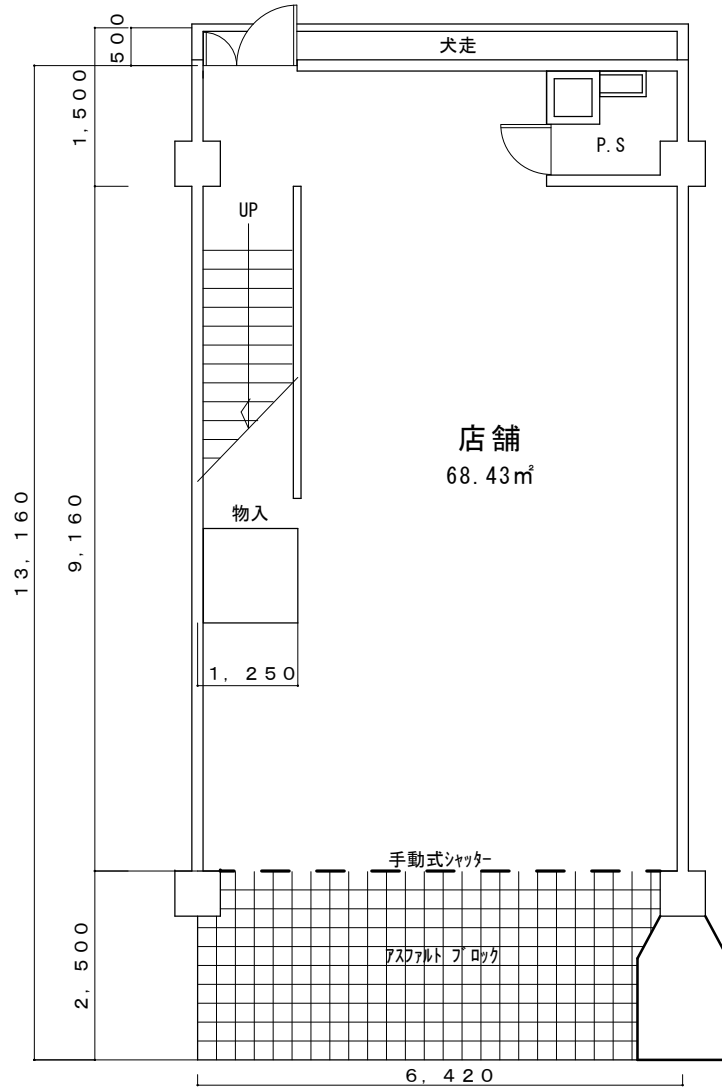 500
犬走
1,500
P.S
UP
店舗
68.43㎡
13,160
9,160
物入
1,250
手動式ｼｬｯﾀｰ
ｱｽﾌｧﾙﾄ ﾌﾞﾛｯｸ
2,500
6,420